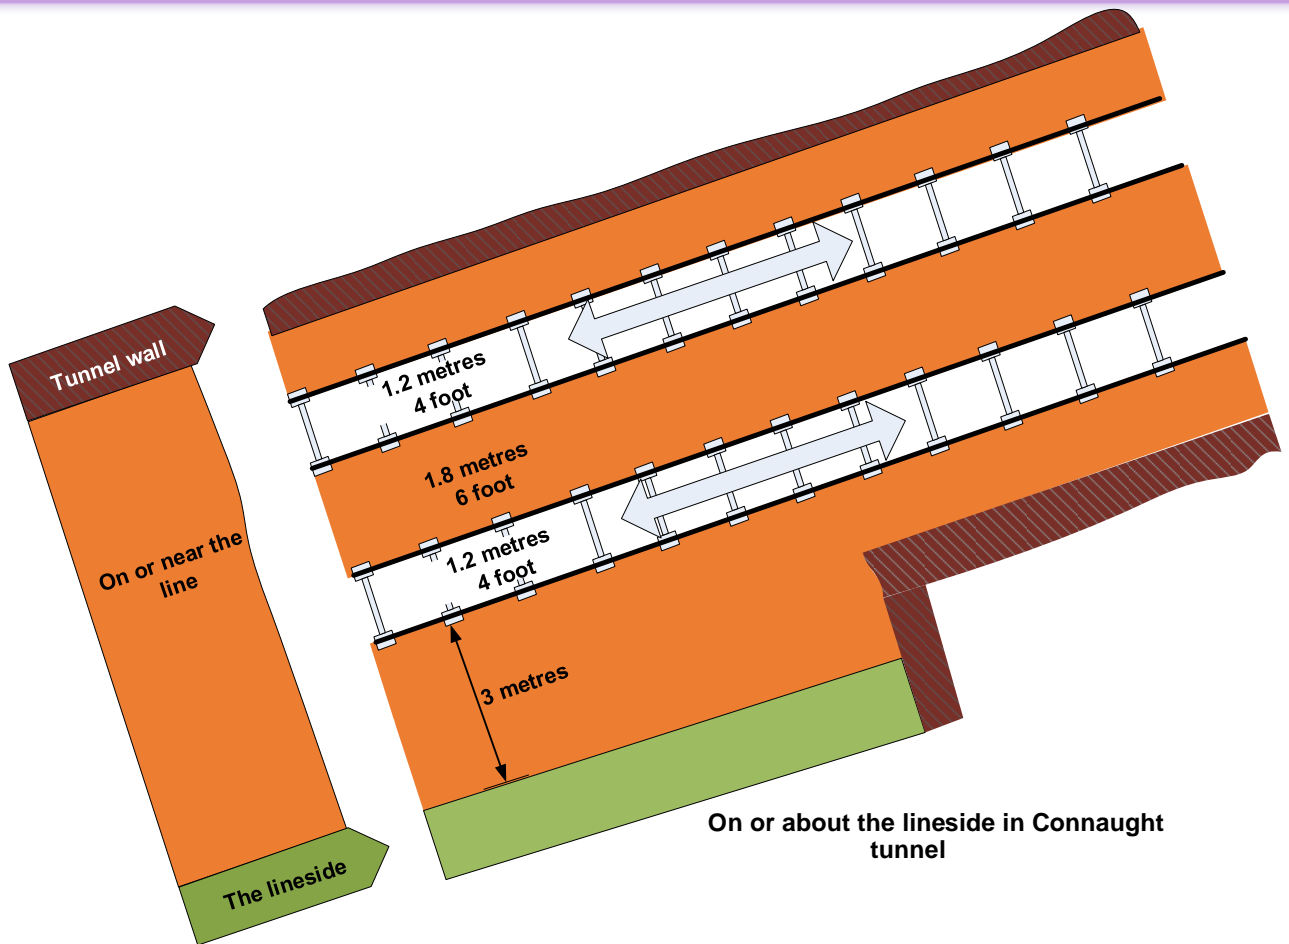 Tunnel wall
On or near the
line
The lineside
1.2 metres
4 foot
1.8 metres
6 foot
1.2 metres
4 foot
3 metres
On or about the lineside in Connaught
tunnel